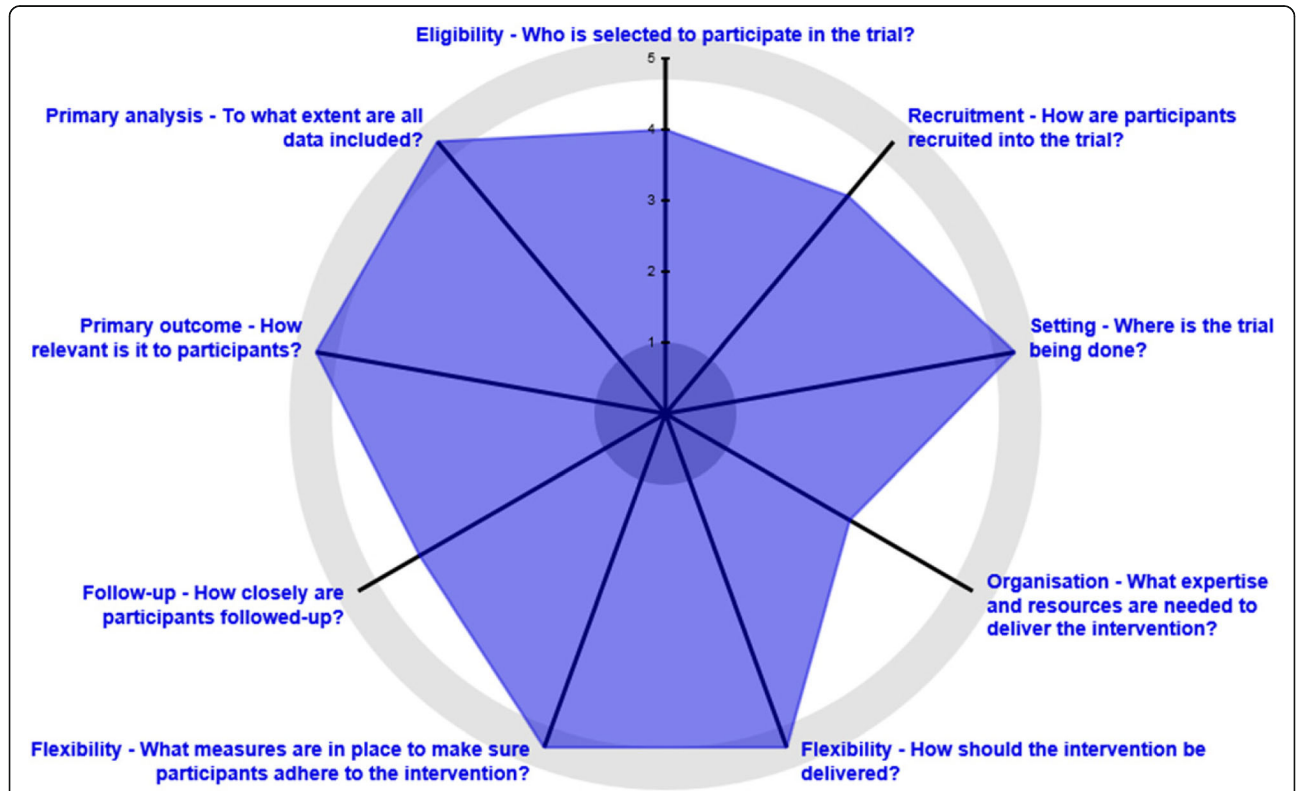 Eligibility - Who is selected to participate in the trial?
5
Primary analysis - To what extent are all
data included?
Recruitment - How are participants
recruited into the trial?
4
3
2
1
Primary outcome - How
relevant is it to participants?
Setting - Where is the trial
being done?
Follow-up - How closely are
participants followed-up?
Organisation - What expertise
and resources are needed to
deliver the intervention?
Flexibility - What measures are in place to make sure
participants adhere to the intervention?
Flexibility - How should the intervention be
delivered?